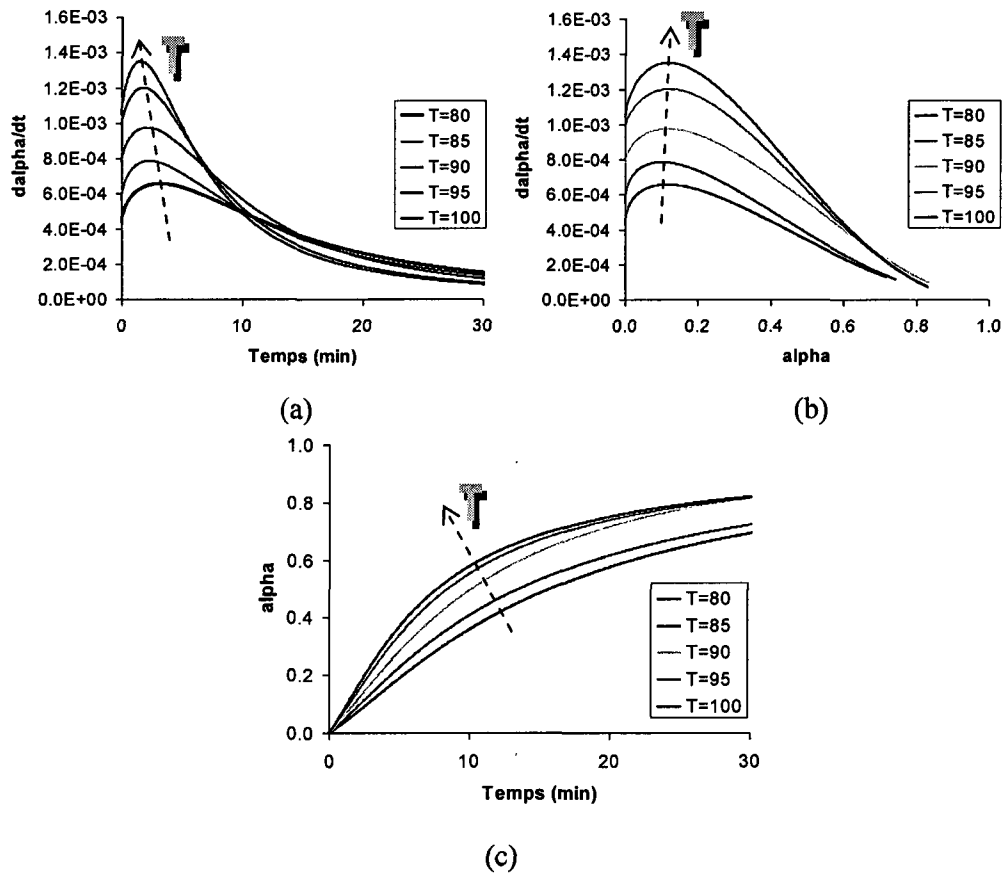 1.6E-03
1.4E-03
1.2E-03
1.0E-03
8.0E-04
6.0E-04
4.0E-04
2.0E-04
0.0E+00
dalpha/dt
T
T=80
T=85
T=90
T=95
T=100
0
10
20
30
Temps (min)
(a)
1.6E-03
1.4E-03
1.2E-03
1.0E-03
8.0E-04
6.0E-04
4.0E-04
2.0E-04
0.0E+00
dalpha/dt
T
T=80
T=85
T=90
T=95
T=100
0.0
0.2
0.4
0.6
0.8
1.0
alpha
(b)
1.0
0.8
0.6
0.4
0.2
0.0
alpha
T
T=80
T=85
T=90
T=95
T=100
0
10
20
30
Temps (min)
(c)